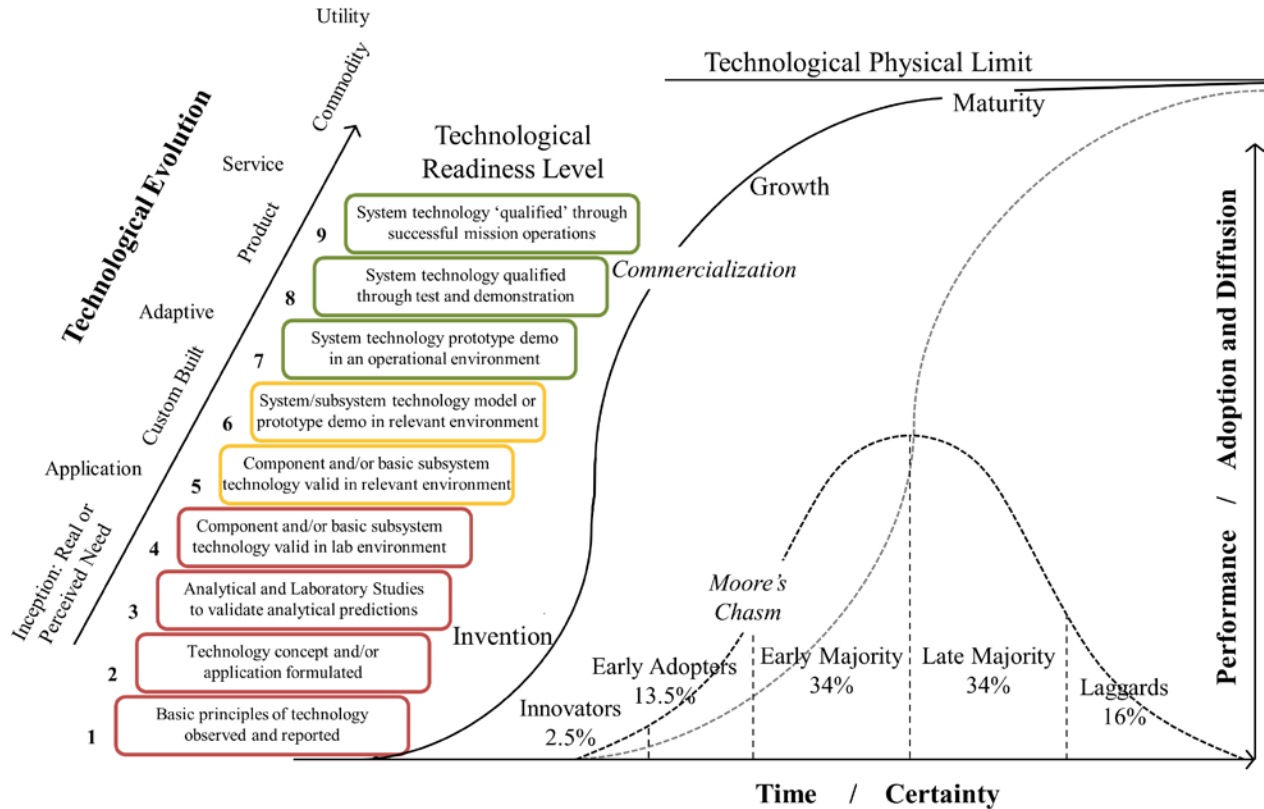 Utility
Commodity
Service
Product
Adaptive
Custom Built
Application
Inception: Real or
Perceived Need
Technological Evolution
Technological
Readiness Level
9
System technology ‘qualified’ through
successful mission operations
8
System technology qualified
through test and demonstration
7
System technology prototype demo
in an operational environment
6
System/subsystem technology model or
prototype demo in relevant environment
5
Component and/or basic subsystem
technology valid in relevant environment
4
Component and/or basic subsystem
technology valid in lab environment
3
Analytical and Laboratory Studies
to validate analytical predictions
2
Technology concept and/or
application formulated
1
Basic principles of technology
observed and reported
Technological Physical Limit
Maturity
Growth
Commercialization
Invention
Moore’s
Chasm
Innovators
2.5%
Early Adopters
13.5%
Early Majority
34%
Late Majority
34%
Laggards
16%
Performance / Adoption and Diffusion
Time / Certainty